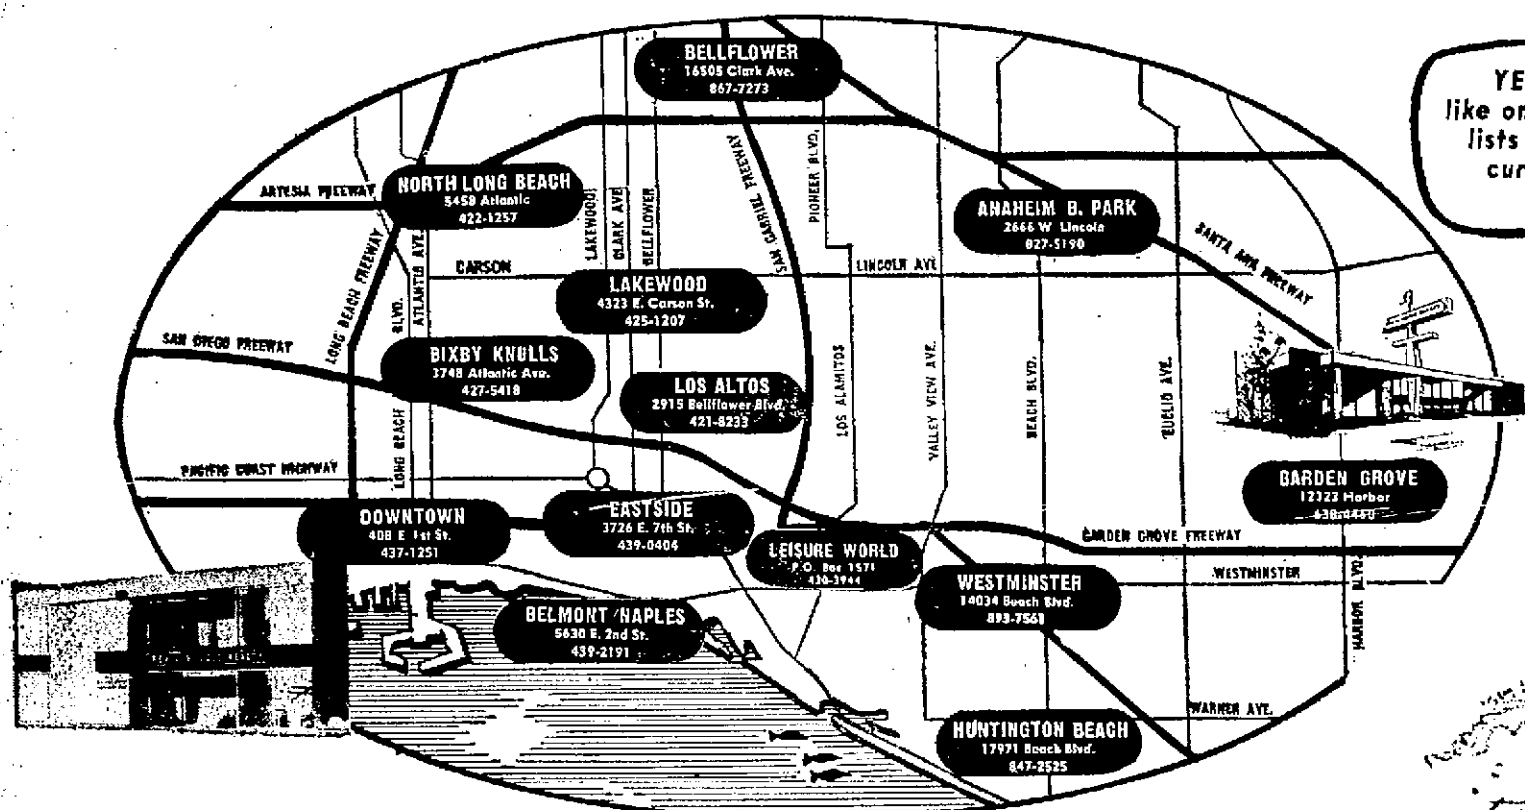 BELLFLOWER
16505 Clark Ave.
867-7273
YE
like or
lists
cur
NORTH LONG BEACH
5458 Atlantic
422-1257
ANAHEIM B. PARK
2666 W. Lincoln
827-5190
LAKEWOOD
4323 E. Carson St.
425-1207
BIXBY KNULLS
3748 Atlantic Ave.
427-5418
LOS ALTOS
2915 Bellflower Blvd.
421-8233
GARDEN GROVE
12323 Harbor
DOWNTOWN
408 E 1st St.
437-1251
EASTSIDE
3726 E. 7th St.
439-0404
LEISURE WORLD
P.O. Box 1571
430-3944
WESTMINSTER
14034 Beach Blvd.
893-7561
BELMONT/NAPLES
5630 E. 2nd St.
439-2191
HUNTINGTON BEACH
17971 Beach Blvd.
847-2525
ARTESIA FREEWAY
LONG BEACH FREEWAY
LONG BEACH BLVD.
ATLANTIC AVE.
CARSON
LAKEWOOD
CLARK AVE
BELLFLOWER
SAN GABRIEL FREEWAY
PIONEER BLVD.
LINCOLN AVE
SANTA ANA FREEWAY
SAN DIEGO FREEWAY
LOS ALAMITOS
VALLEY VIEW AVE.
BEACH BLVD.
EUCLID AVE.
PACIFIC COAST HIGHWAY
GARDEN GROVE FREEWAY
WESTMINSTER
HARBOR BLVD.
WARNER AVE.